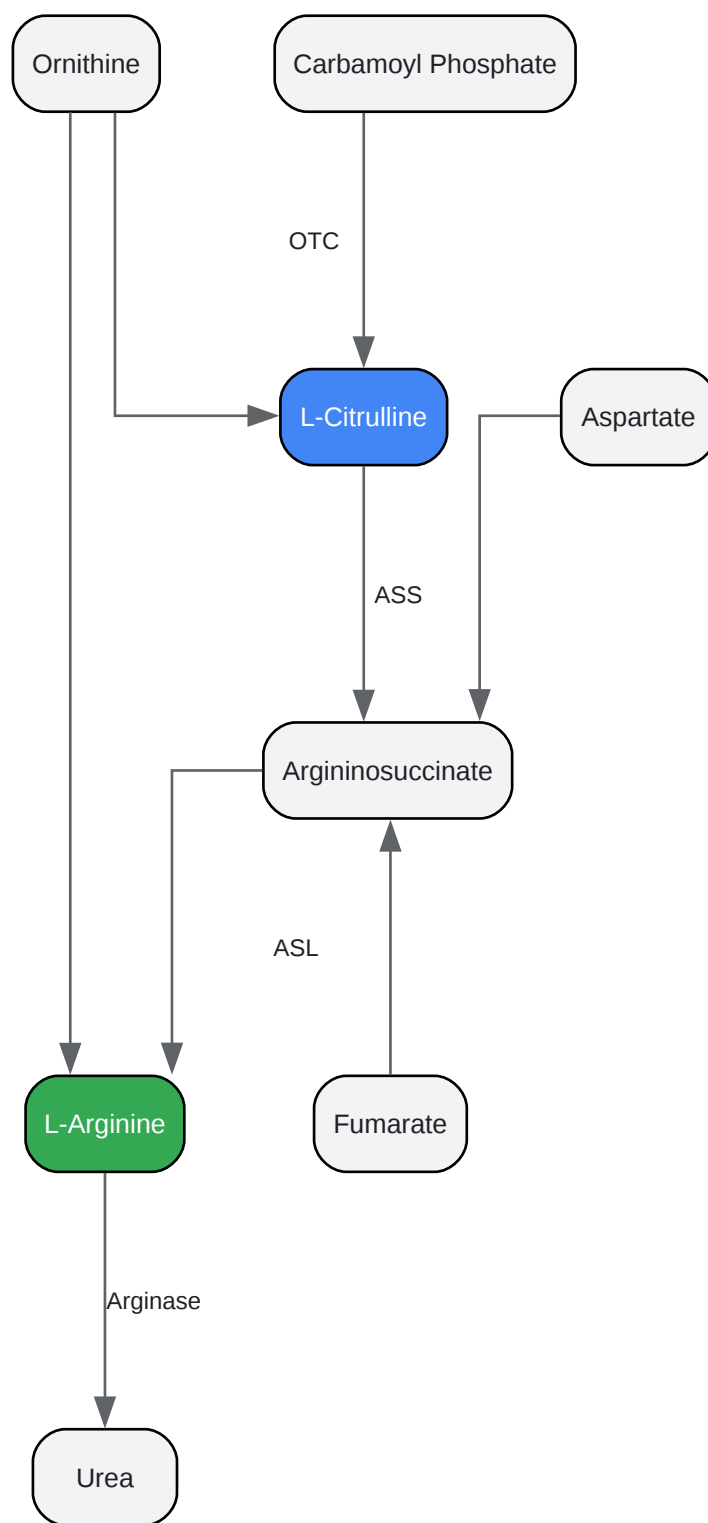 Ornithine
Carbamoyl Phosphate
OTC
L-Citrulline
Aspartate
ASS
Argininosuccinate
ASL
L-Arginine
Fumarate
Arginase
Urea